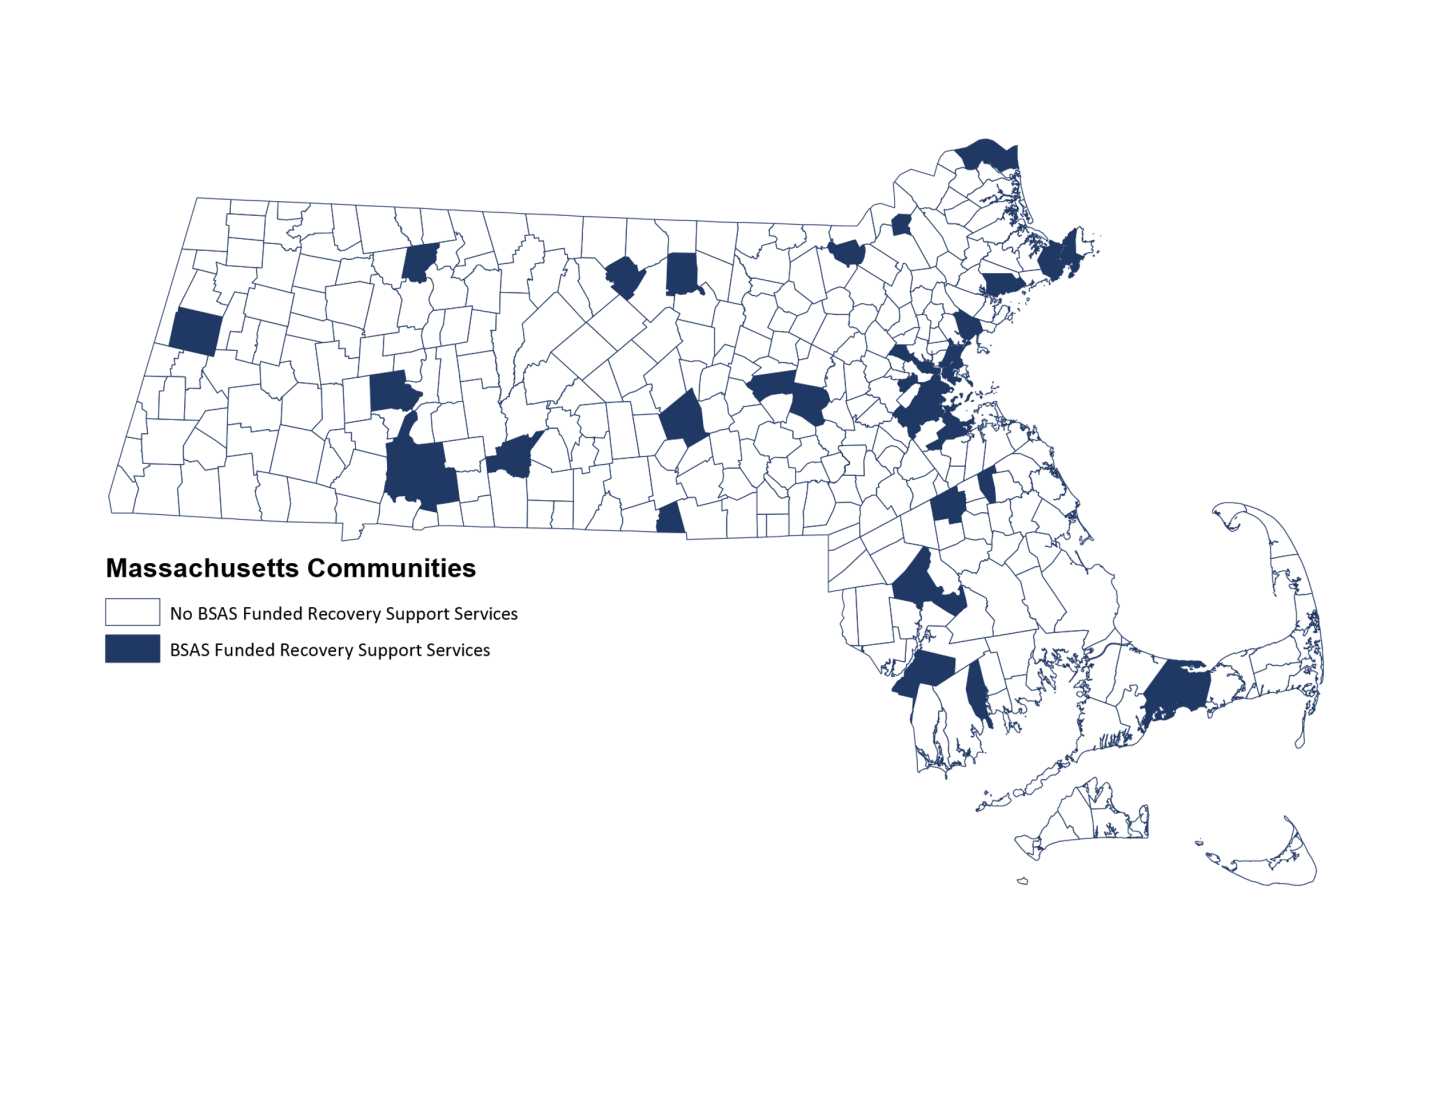 Massachusetts Communities
No BSAS Funded Recovery Support Services
BSAS Funded Recovery Support Services